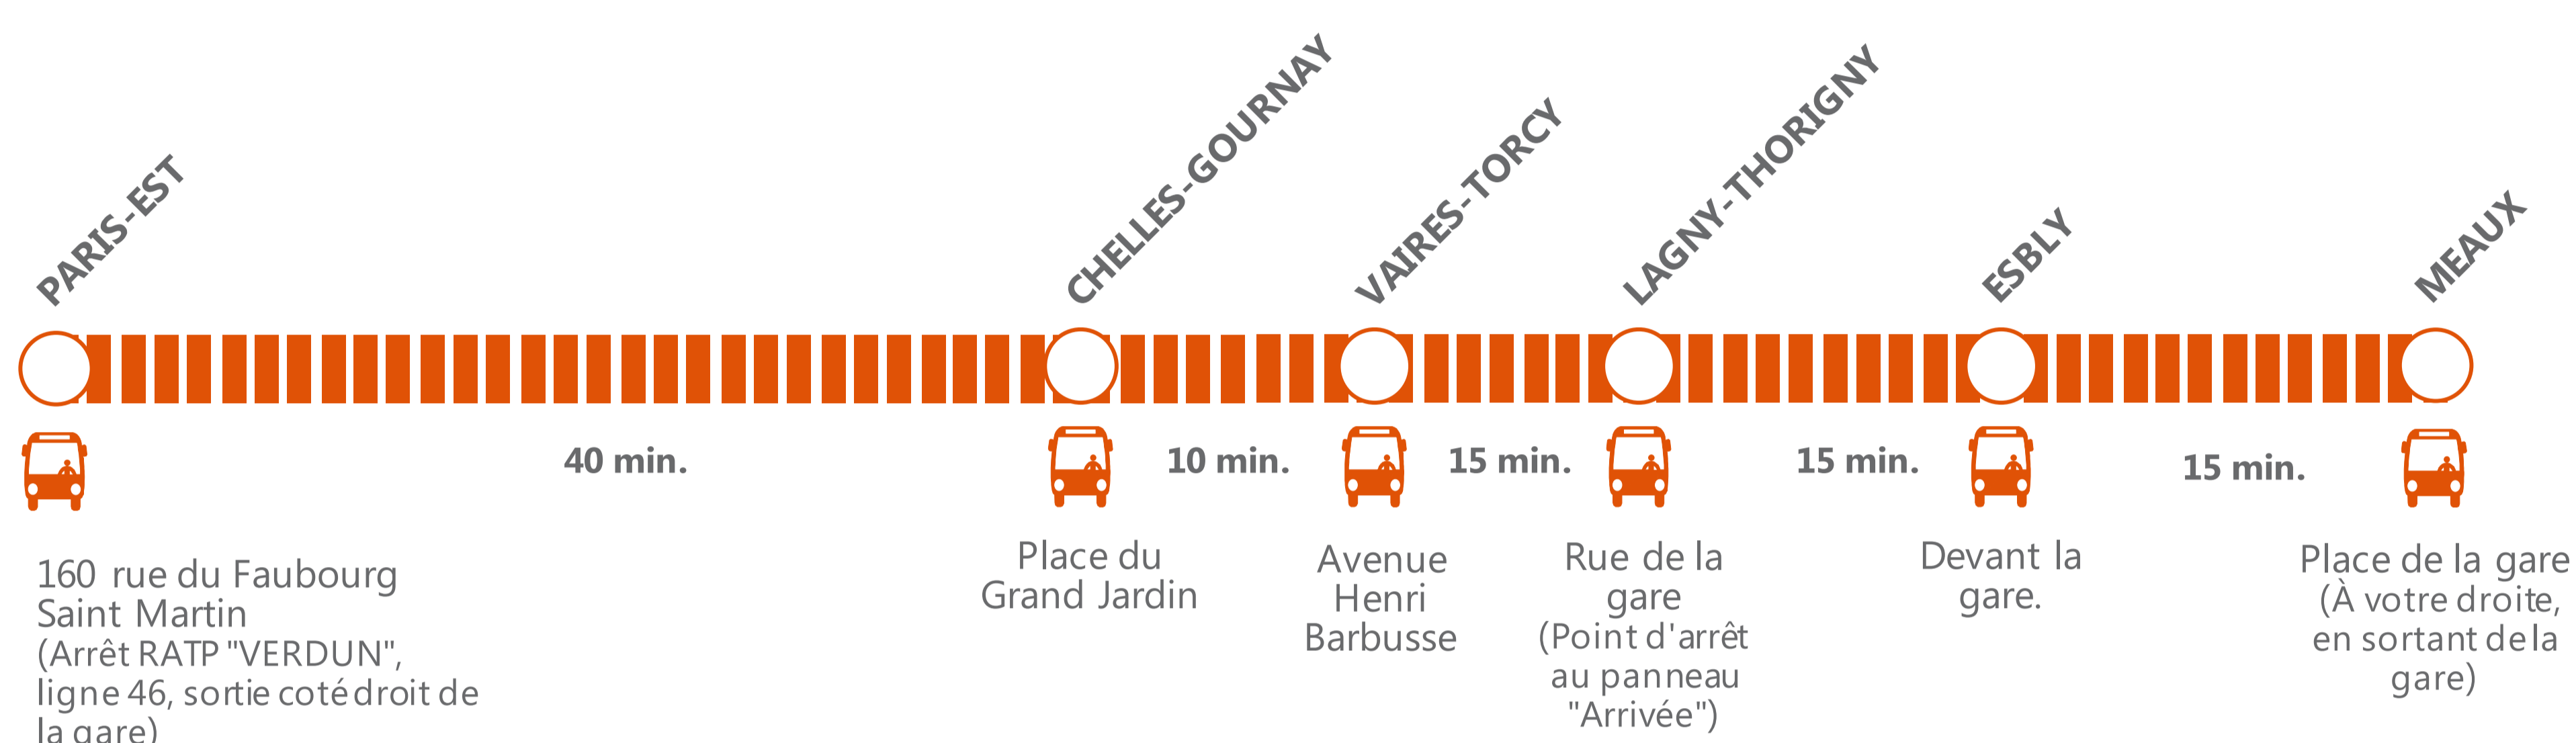 PARIS-EST
CHELLES-GOURNAY
VAIRES-TORCY
LAGNY-THORIGNY
ESBLY
MEAUX
40 min.
10 min.
15 min.
15 min.
15 min.
160 rue du Faubourg
Saint Martin
(Arrêt RATP "VERDUN",
ligne 46, sortie coté droit de
la gare)
Place du
Grand Jardin
Avenue
Henri
Barbusse
Rue de la
gare
(Point d'arrêt
au panneau
"Arrivée")
Devant la
gare.
Place de la gare
(À votre droite,
en sortant de la
gare)